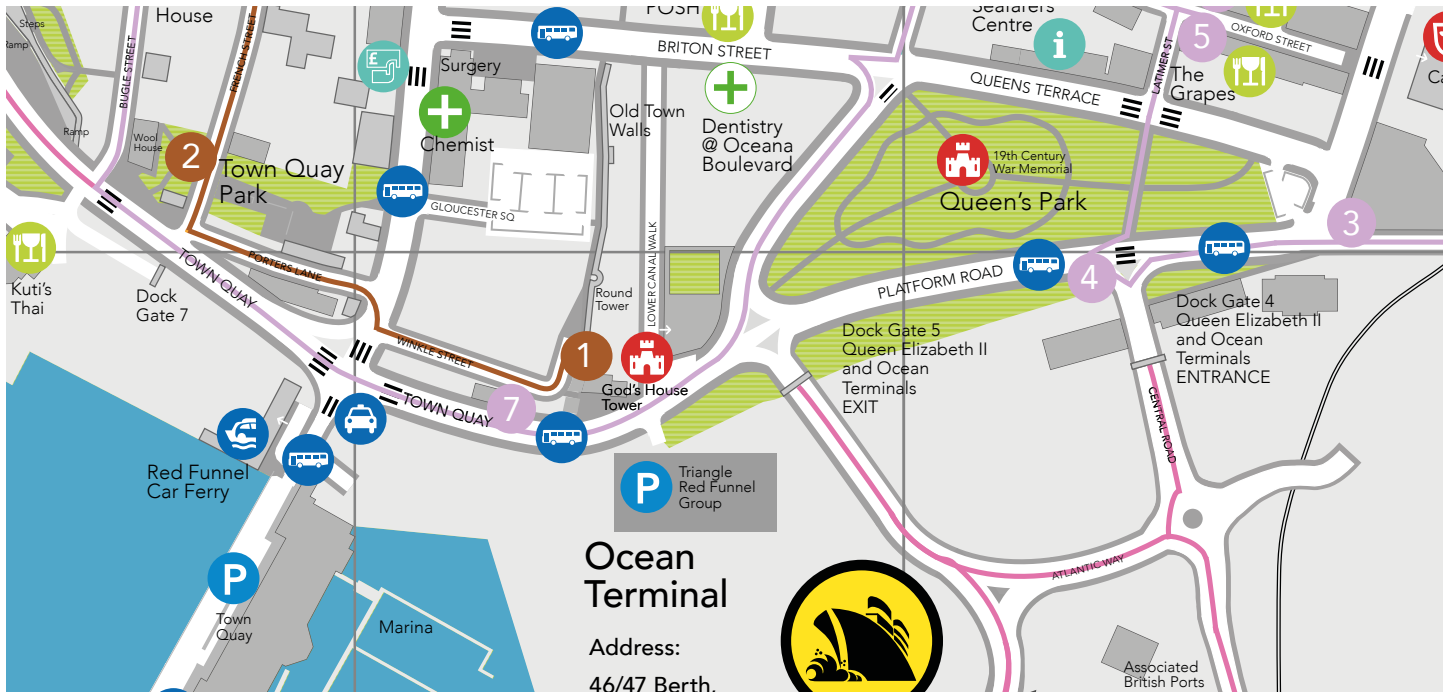 House
Steps
Ramp
BUGLE STREET
FRENCH STREET
Ramp
Wool
House
2
Town Quay
Park
£
Surgery
Chemist
POSH
BRITON STREET
Old Town
Walls
Dentistry
@ Oceana
Boulevard
Seafarers
Centre
i
QUEENS TERRACE
LATIMER ST
5
OXFORD STREET
The
Grapes
Ca
19th Century
War Memorial
Queen's Park
GLOUCESTER SQ
LOWER CANAL WALK
3
4
PLATFORM ROAD
Kuti's
Thai
Dock
Gate 7
TOWN QUAY
PORTERS LANE
WINKLE STREET
Round
Tower
1
God's House
Tower
7
TOWN QUAY
Dock Gate 5
Queen Elizabeth II
and Ocean
Terminals
EXIT
Dock Gate 4
Queen Elizabeth II
and Ocean
Terminals
ENTRANCE
CENTRAL ROAD
Red Funnel
Car Ferry
P
Triangle
Red Funnel
Group
P
Town
Quay
Marina
Ocean
Terminal
Address:
46/47 Berth,
ATLANTIC WAY
Associated
British Ports